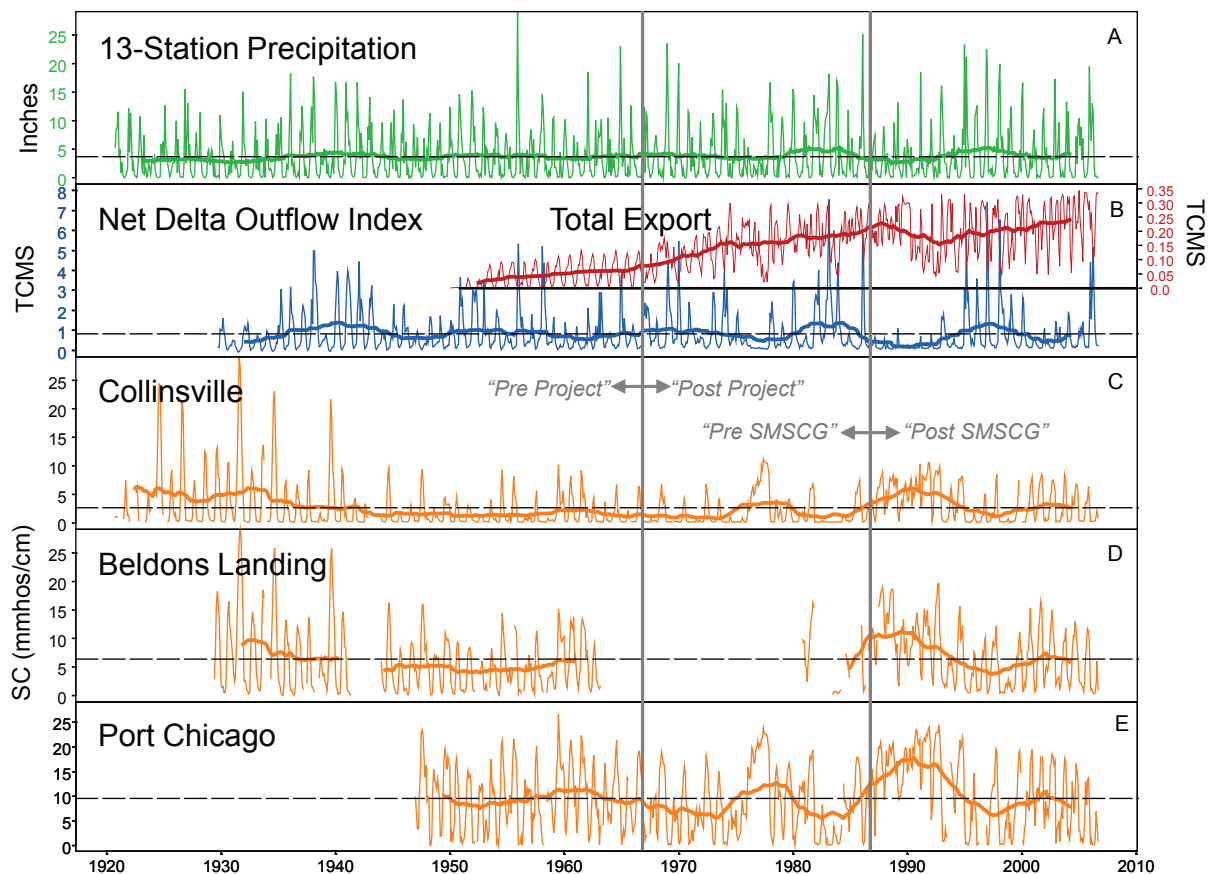 13-Station Precipitation
A
Inches
25
20
15
10
5
0
Net Delta Outflow Index
Total Export
B
TCMS
8
7
6
5
4
3
2
1
0
0.35
0.30
0.25
0.20
0.15
0.10
0.05
0.0
TCMS
Collinsville
C
“Pre Project”
“Post Project”
“Pre SMSCG”
“Post SMSCG”
25
20
15
10
5
0
Beldons Landing
D
SC (mmhos/cm)
25
20
15
10
5
0
Port Chicago
E
25
20
15
10
5
0
1920 1930 1940 1950 1960 1970 1980 1990 2000 2010